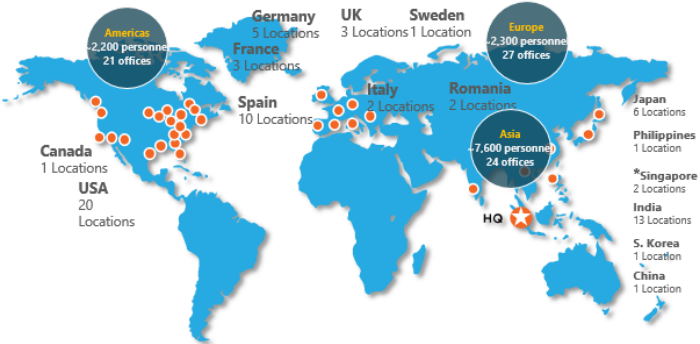 Americas
~2,200 personnel
21 offices
Germany
5 Locations
France
3 Locations
UK
3 Locations
Sweden
1 Location
Europe
~2,300 personnel
27 offices
Spain
10 Locations
Italy
2 Locations
Romania
2 Locations
Canada
1 Locations
USA
20
Locations
Asia
~7,600 personnel
24 offices
HQ
Japan
6 Locations
Philippines
1 Location
*Singapore
2 Locations
India
13 Locations
S. Korea
1 Location
China
1 Location